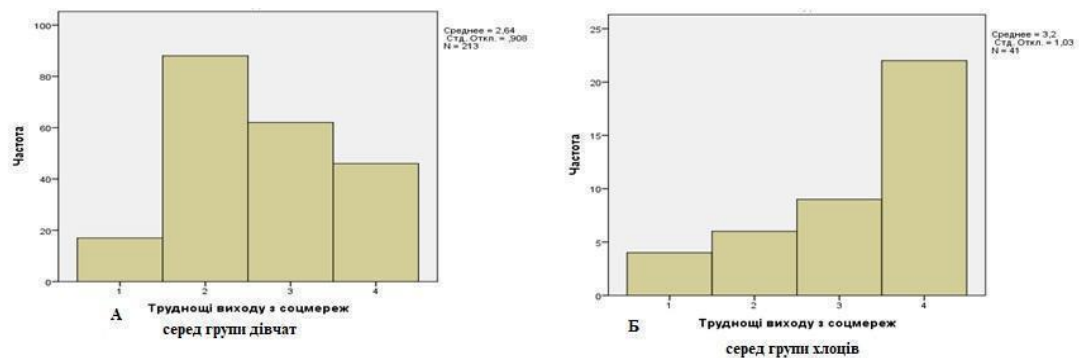 100
80
60
40
20
0
Частота
1 2 3 4
Труднощі виходу з соцмереж
Среднее = 2,64
Стд. Откл. = ,908
N = 213
А
серед групи дівчат
25
20
15
10
5
0
Частота
1 2 3 4
Труднощі виходу з соцмереж
Среднее = 3,2
Стд. Откл. = 1,03
N = 41
Б
серед групи хлоців